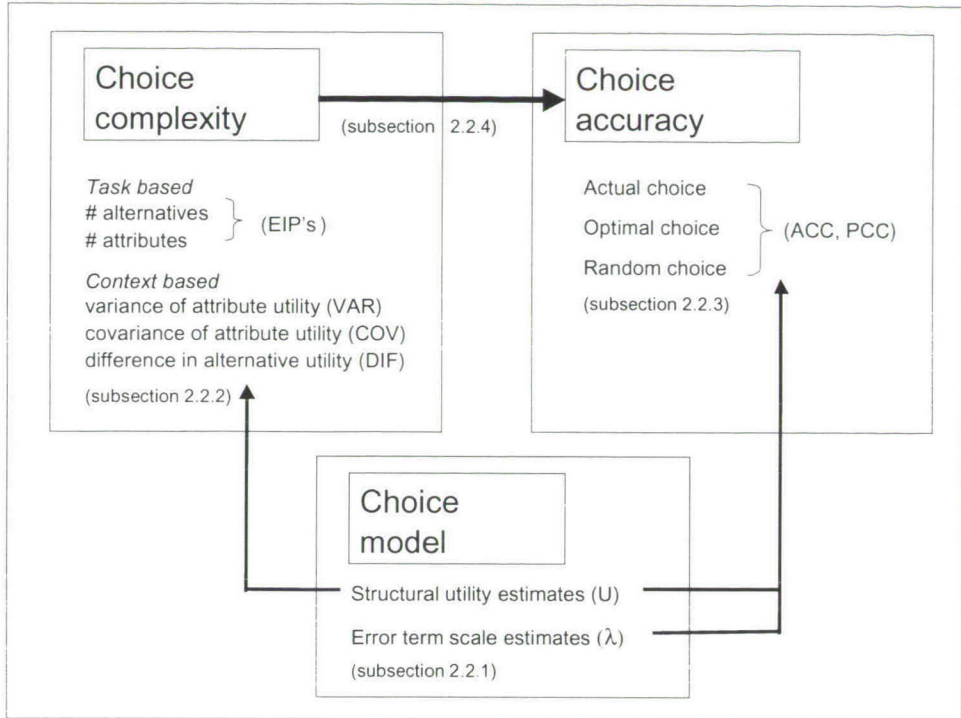 Choice
complexity
(subsection 2.2.4)
Choice
accuracy
Task based
# alternatives
# attributes
(EIP's)
Context based
variance of attribute utility (VAR)
covariance of attribute utility (COV)
difference in alternative utility (DIF)
(subsection 2.2.2)
Actual choice
Optimal choice
Random choice
(ACC, PCC)
(subsection 2.2.3)
Choice
model
Structural utility estimates (U)
Error term scale estimates (λ)
(subsection 2.2.1)